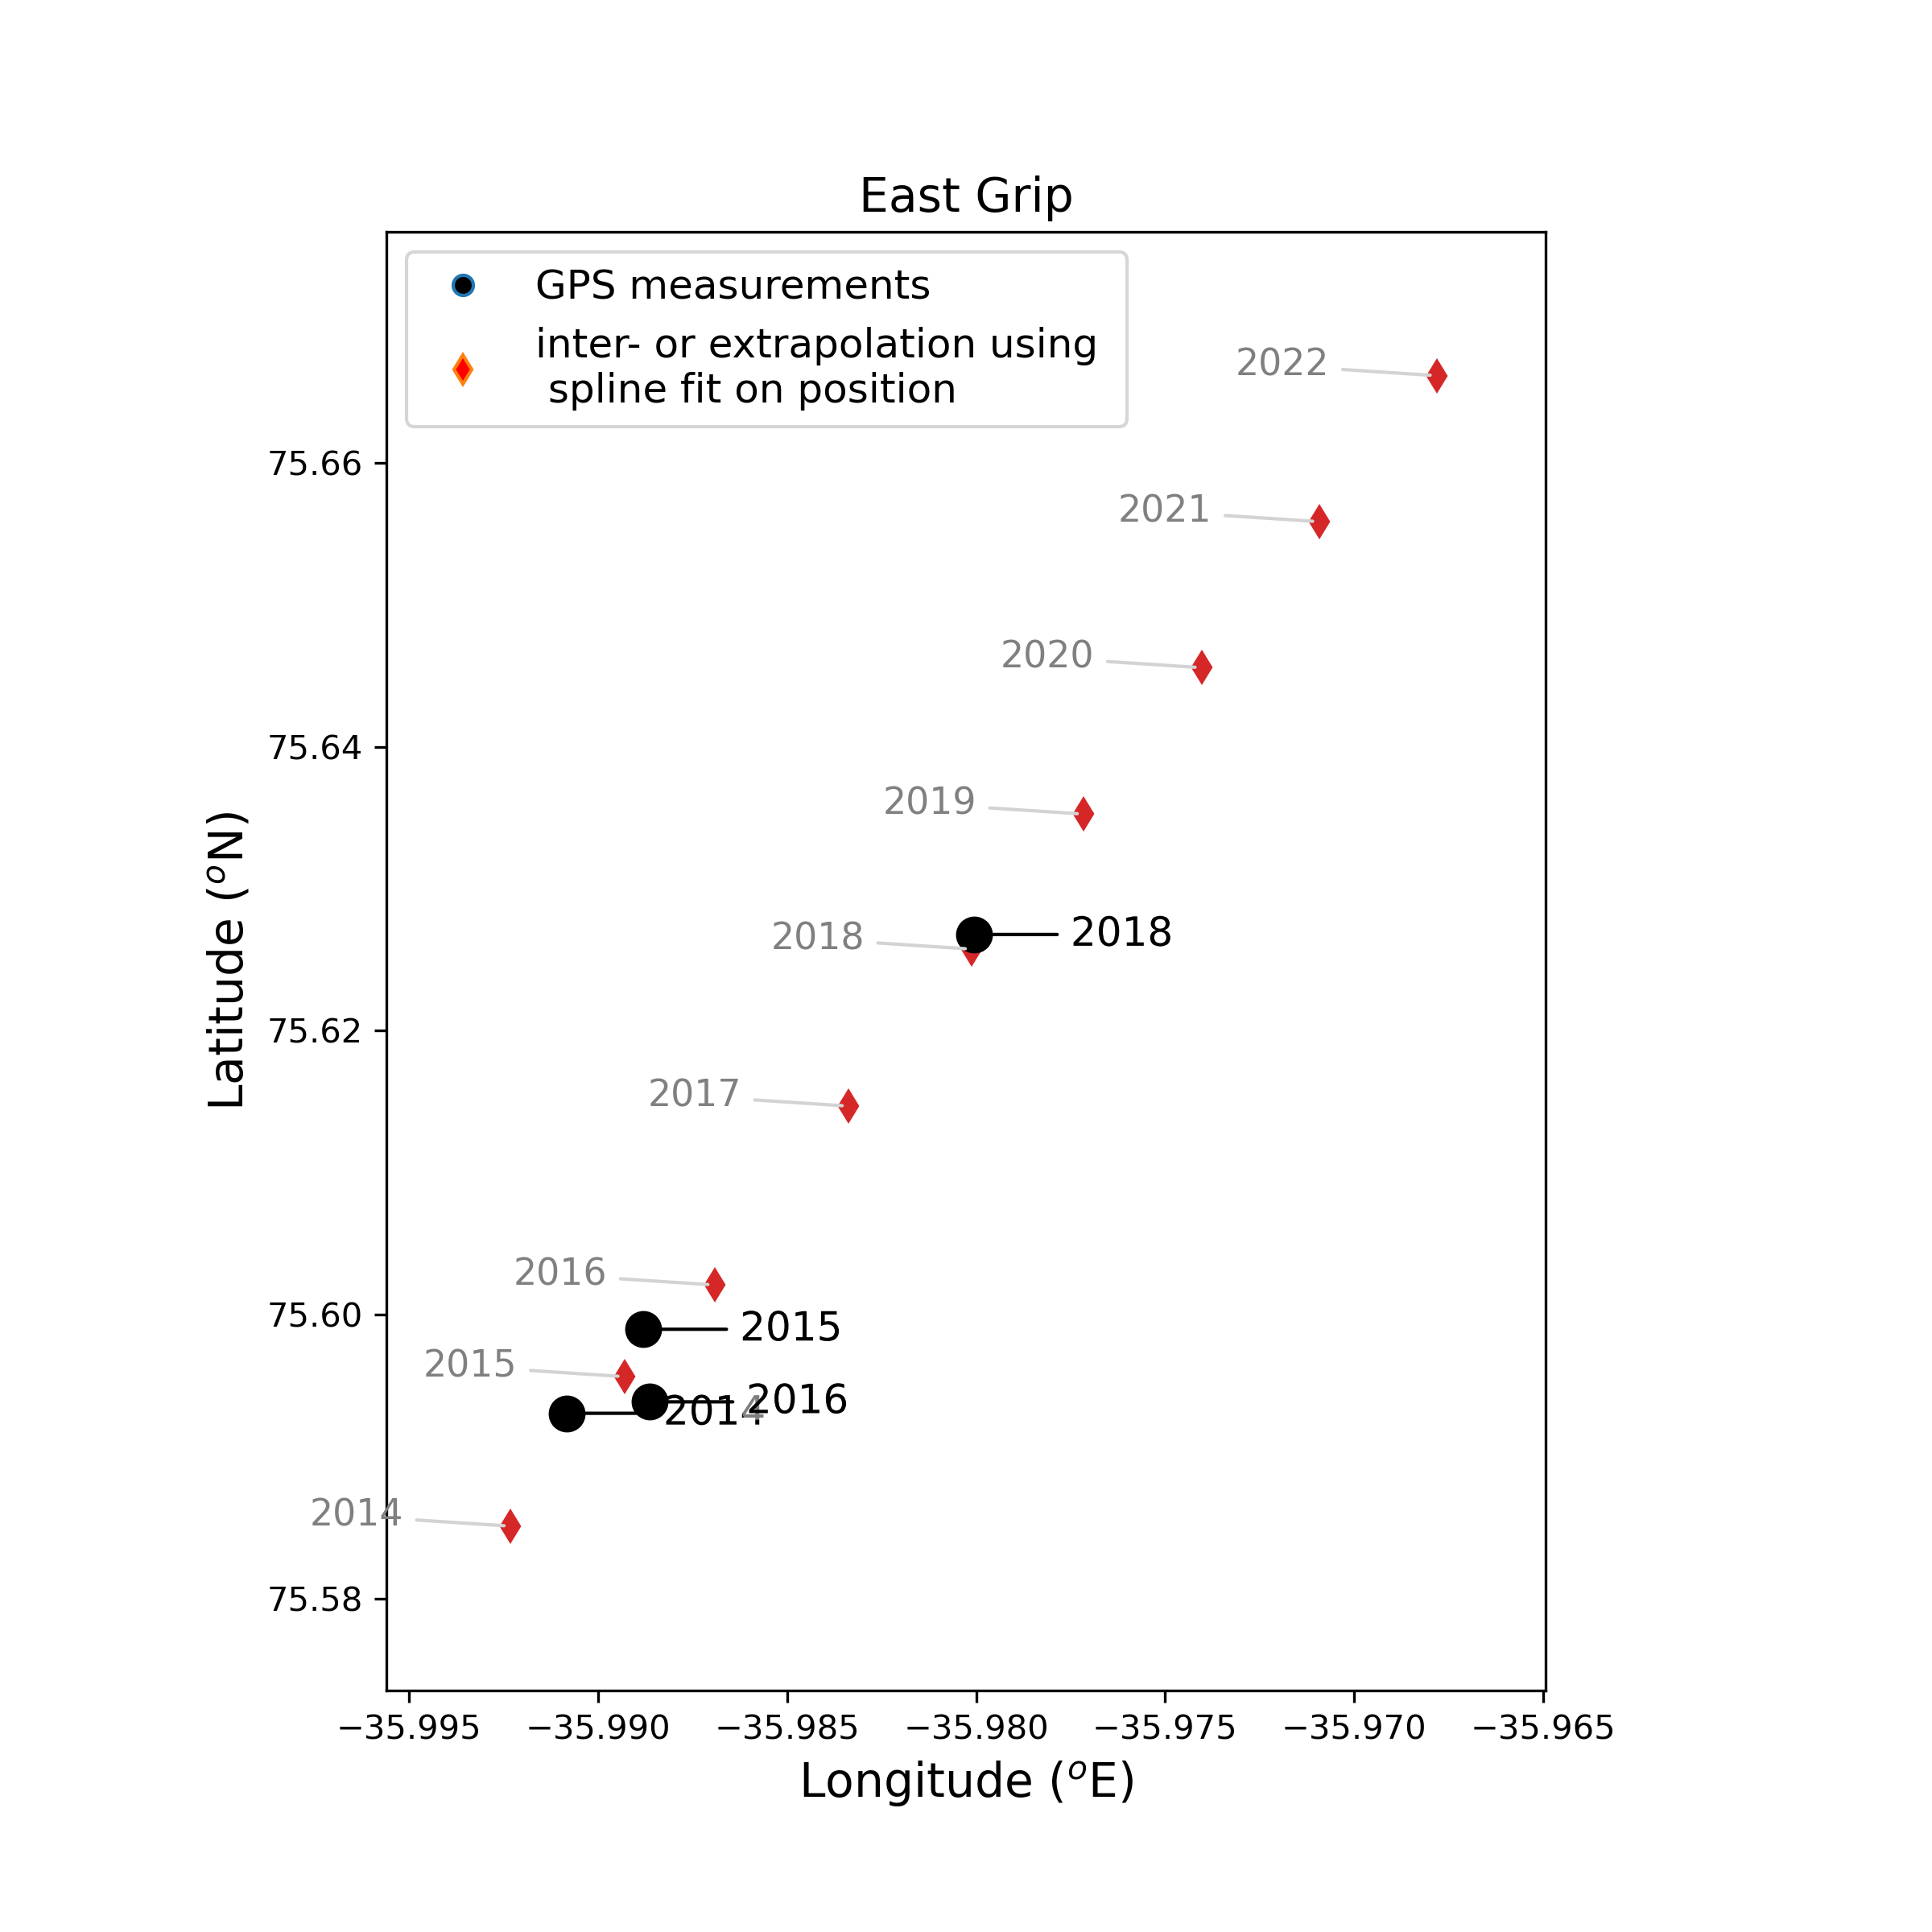 East Grip
GPS measurements
inter- or extrapolation using
spline fit on position
2022
75.66
2021
2020
75.64
2019
2018
2018
75.62
2017
2016
75.60
2015
2015
2016
2014
2014
75.58
Latitude (°N)
−35.995 −35.990 −35.985 −35.980 −35.975 −35.970 −35.965
Longitude (°E)